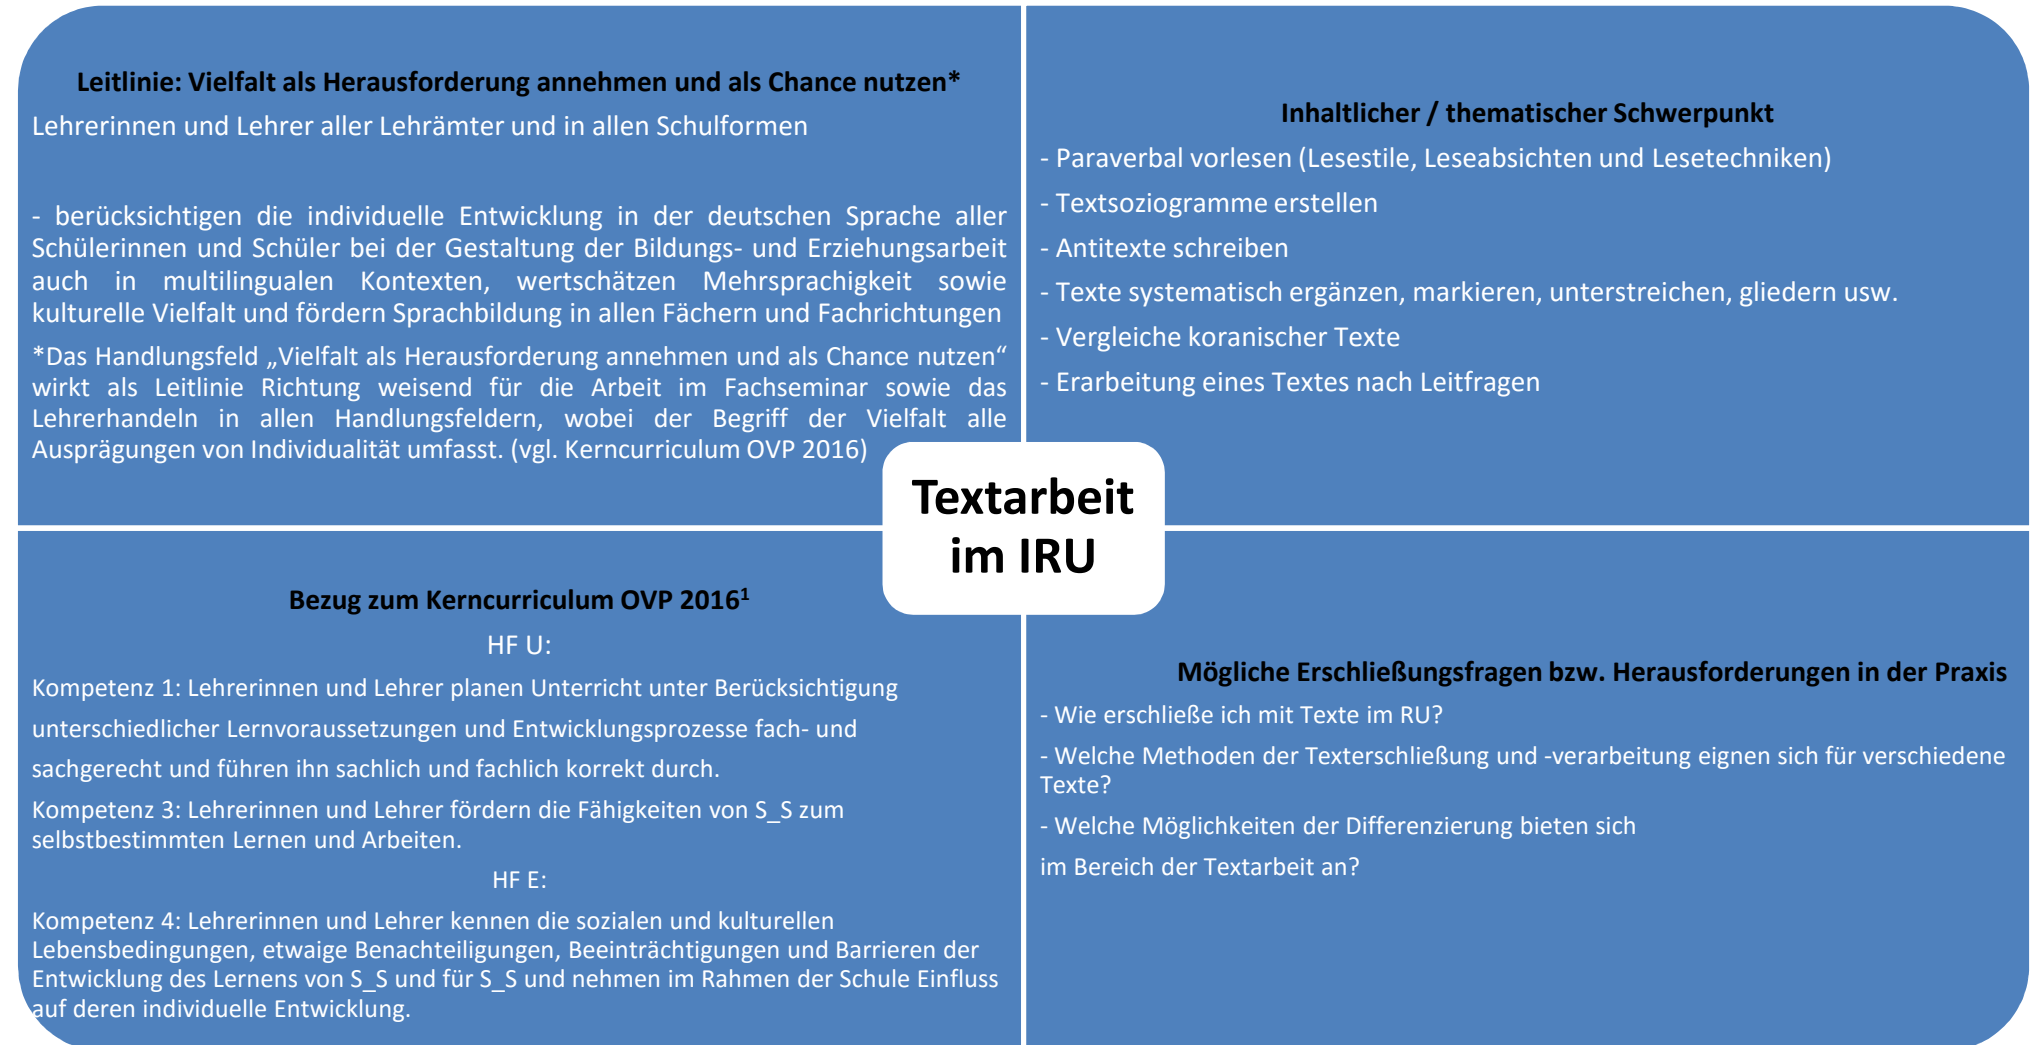 Leitlinie: Vielfalt als Herausforderung annehmen und als Chance nutzen*
Lehrerinnen und Lehrer aller Lehrämter und in allen Schulformen
- berücksichtigen die individuelle Entwicklung in der deutschen Sprache aller
Schülerinnen und Schüler bei der Gestaltung der Bildungs- und Erziehungsarbeit
auch in multilingualen Kontexten, wertschätzen Mehrsprachigkeit sowie
kulturelle Vielfalt und fördern Sprachbildung in allen Fächern und Fachrichtungen
*Das Handlungsfeld „Vielfalt als Herausforderung annehmen und als Chance nutzen“
wirkt als Leitlinie Richtung weisend für die Arbeit im Fachseminar sowie das
Lehrerhandeln in allen Handlungsfeldern, wobei der Begriff der Vielfalt alle
Ausprägungen von Individualität umfasst. (vgl. Kerncurriculum OVP 2016)
Inhaltlicher / thematischer Schwerpunkt
- Paraverbal vorlesen (Lesestile, Leseabsichten und Lesetechniken)
- Textsoziogramme erstellen
- Antitexte schreiben
- Texte systematisch ergänzen, markieren, unterstreichen, gliedern usw.
- Vergleiche koranischer Texte
- Erarbeitung eines Textes nach Leitfragen
Textarbeit
im IRU
Bezug zum Kerncurriculum OVP 2016¹
HF U:
Kompetenz 1: Lehrerinnen und Lehrer planen Unterricht unter Berücksichtigung
unterschiedlicher Lernvoraussetzungen und Entwicklungsprozesse fach- und
sachgerecht und führen ihn sachlich und fachlich korrekt durch.
Kompetenz 3: Lehrerinnen und Lehrer fördern die Fähigkeiten von S_S zum
selbstbestimmten Lernen und Arbeiten.
HF E:
Kompetenz 4: Lehrerinnen und Lehrer kennen die sozialen und kulturellen
Lebensbedingungen, etwaige Benachteiligungen, Beeinträchtigungen und Barrieren der
Entwicklung des Lernens von S_S und für S_S und nehmen im Rahmen der Schule Einfluss
auf deren individuelle Entwicklung.
Mögliche Erschließungsfragen bzw. Herausforderungen in der Praxis
- Wie erschließe ich mit Texte im RU?
- Welche Methoden der Texterschließung und -verarbeitung eignen sich für verschiedene
Texte?
- Welche Möglichkeiten der Differenzierung bieten sich
im Bereich der Textarbeit an?